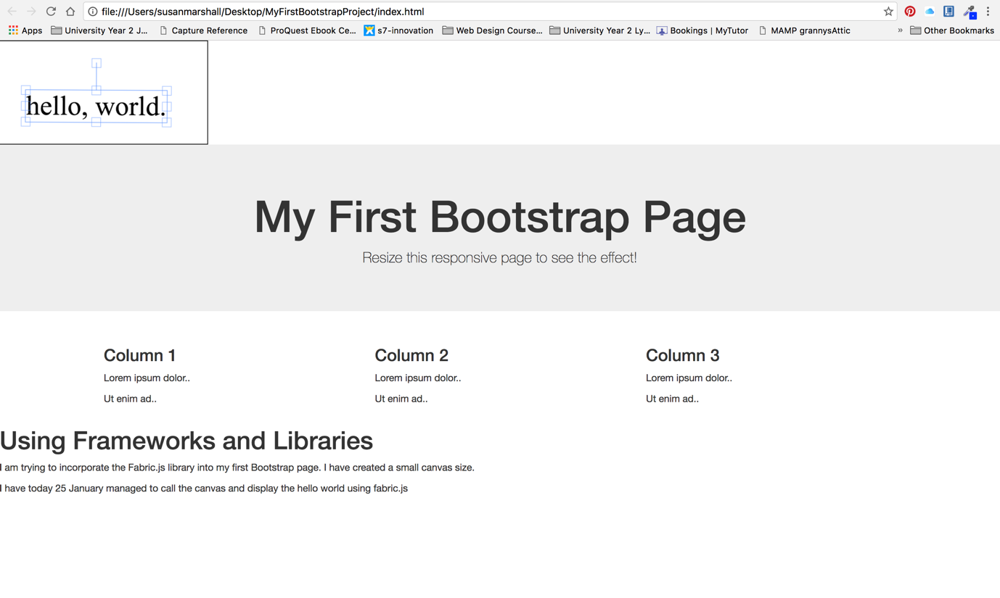 file:///Users/susanmarshall/Desktop/MyFirstBootstrapProject/index.html
Apps University Year 2 J... Capture Reference ProQuest Ebook Ce... s7-innovation Web Design Course... University Year 2 Ly... Bookings | MyTutor MAMP grannysAttic » Other Bookmarks
hello, world.
My First Bootstrap Page
Resize this responsive page to see the effect!
Column 1 Column 2 Column 3
Lorem ipsum dolor.. Lorem ipsum dolor.. Lorem ipsum dolor..
Ut enim ad.. Ut enim ad.. Ut enim ad..
Using Frameworks and Libraries
I am trying to incorporate the Fabric.js library into my first Bootstrap page. I have created a small canvas size.
I have today 25 January managed to call the canvas and display the hello world using fabric.js